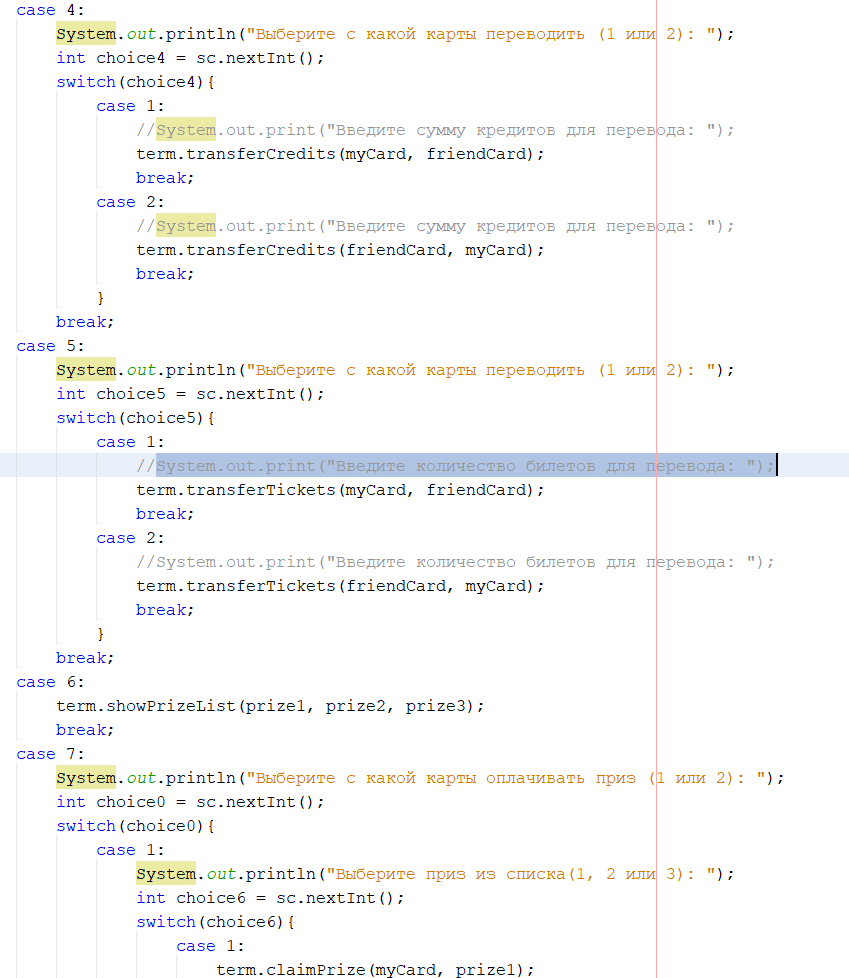 case 4:
System.out.println("Выберите с какой карты переводить (1 или 2): ");
int choice4 = sc.nextInt();
switch(choice4){
case 1:
//System.out.print("Введите сумму кредитов для перевода: ");
term.transferCredits(myCard, friendCard);
break;
case 2:
//System.out.print("Введите сумму кредитов для перевода: ");
term.transferCredits(friendCard, myCard);
break;
}
break;
case 5:
System.out.println("Выберите с какой карты переводить (1 или 2): ");
int choice5 = sc.nextInt();
switch(choice5){
case 1:
//System.out.print("Введите количество билетов для перевода: ");
term.transferTickets(myCard, friendCard);
break;
case 2:
//System.out.print("Введите количество билетов для перевода: ");
term.transferTickets(friendCard, myCard);
break;
}
break;
case 6:
term.showPrizeList(prize1, prize2, prize3);
break;
case 7:
System.out.println("Выберите с какой карты оплачивать приз (1 или 2): ");
int choice0 = sc.nextInt();
switch(choice0){
case 1:
System.out.println("Выберите приз из списка(1, 2 или 3): ");
int choice6 = sc.nextInt();
switch(choice6){
case 1:
term.claimPrize(myCard, prize1);